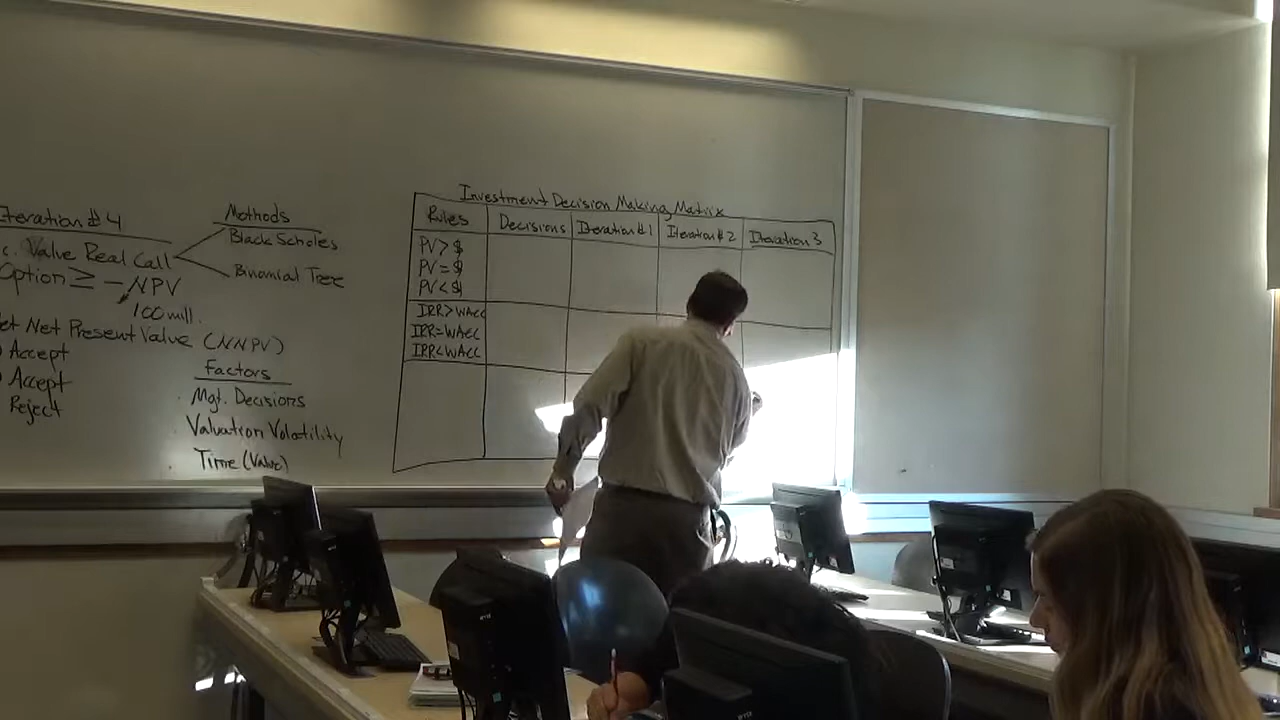 Iteration #4
c. Value Real Call
Option ≥ -NPV
100 mill.
Net Present Value (NNPV)
Accept
Accept
Reject
Methods
Black Scholes
Binomial Tree
Factors
Mgt. Decisions
Valuation Volatility
Time (Value)
Investment Decision Making Matrix
Rules Decisions Iteration #1 Iteration #2 Iteration 3
PV > $
PV = $
PV < $
IRR>WACC
IRR=WACC
IRR<WACC